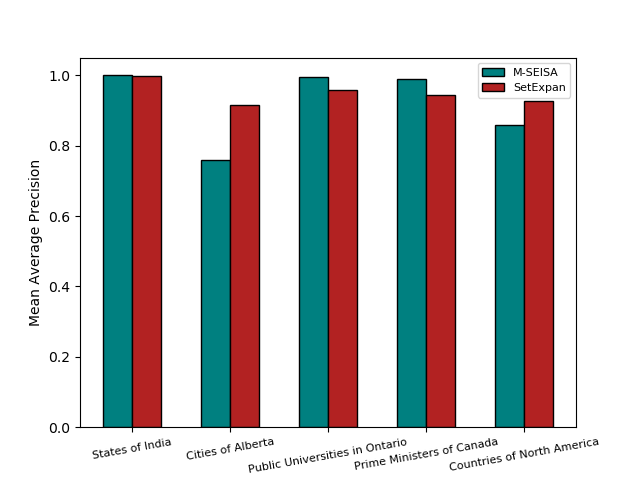 M-SEISA
SetExpan
Mean Average Precision
1.0
0.8
0.6
0.4
0.2
0.0
States of India
Cities of Alberta
Public Universities in Ontario
Prime Ministers of Canada
Countries of North America